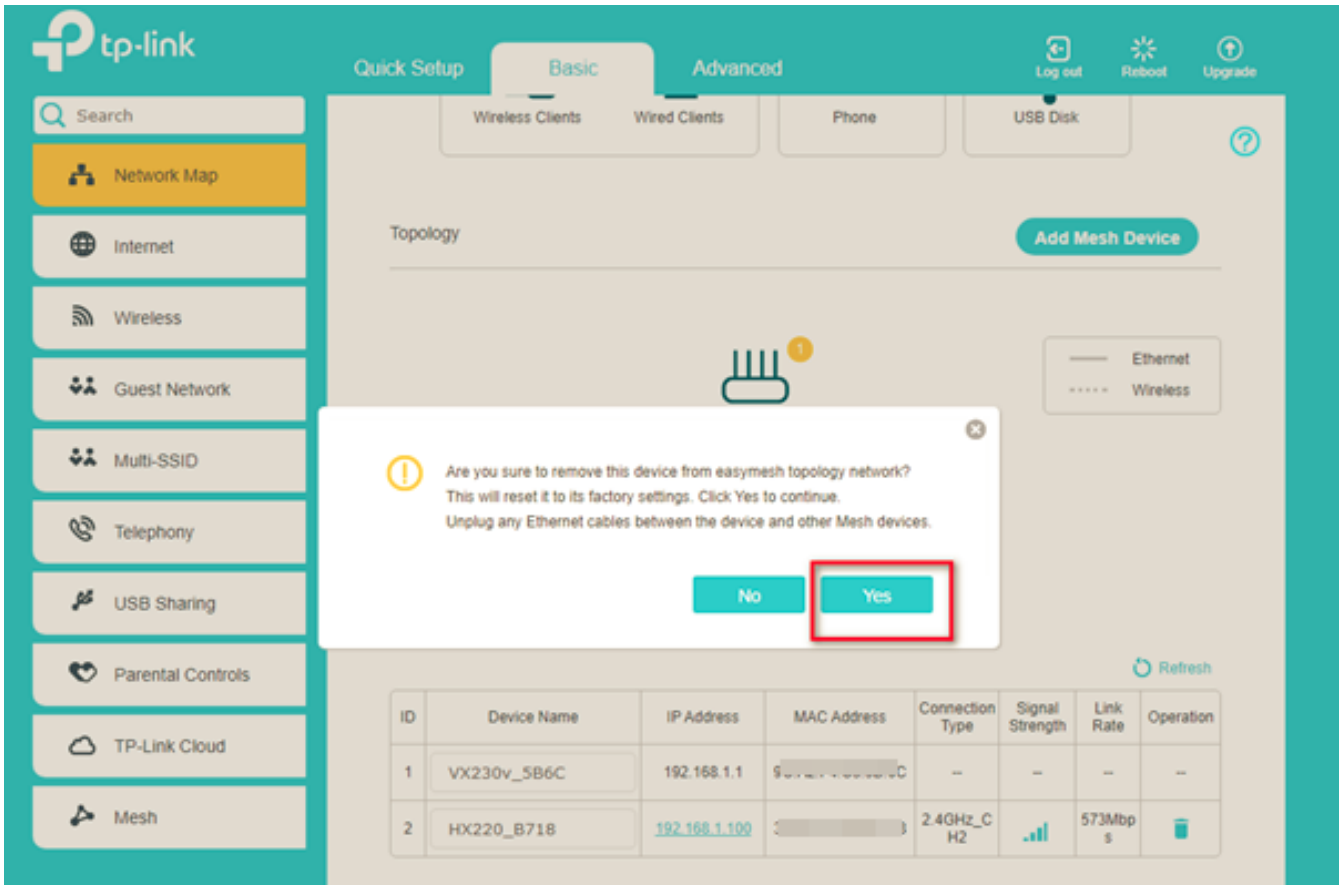 tp-link
Quick Setup
Basic
Advanced
Log out
Reboot
Upgrade
Search
Network Map
Internet
Wireless
Guest Network
Multi-SSID
Telephony
USB Sharing
Parental Controls
TP-Link Cloud
Mesh
Wireless Clients
Wired Clients
Phone
USB Disk
Topology
Add Mesh Device
1
Ethernet
Wireless
Are you sure to remove this device from easymesh topology network?
This will reset it to its factory settings. Click Yes to continue.
Unplug any Ethernet cables between the device and other Mesh devices.
No
Yes
Refresh
ID Device Name IP Address MAC Address Connection Type Signal Strength Link Rate Operation
1 VX230v_5B6C 192.168.1.1 -- -- -- --
2 HX220_B718 192.168.1.100 2.4GHz_CH2 573Mbps